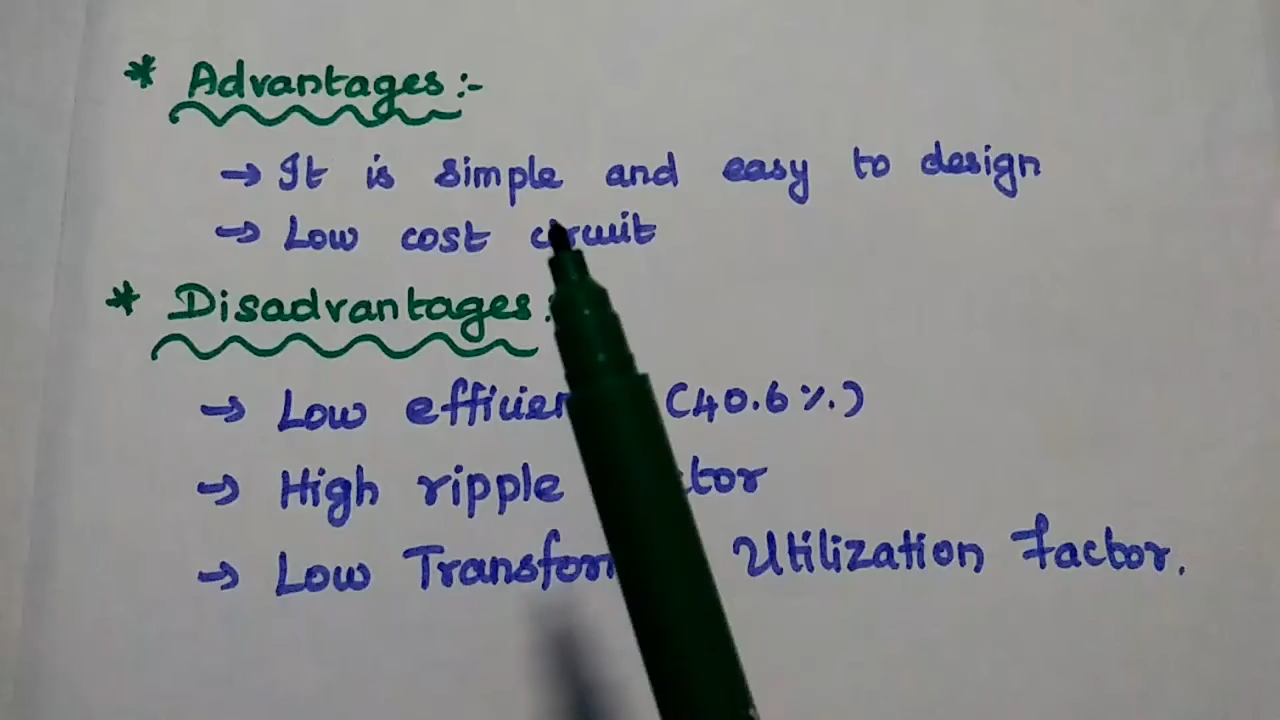 * Advantages:-
→ It is simple and easy to design
→ Low cost circuit
* Disadvantages:
→ Low (40.6%.)
→ High ripple
→ Low Utilization Factor.